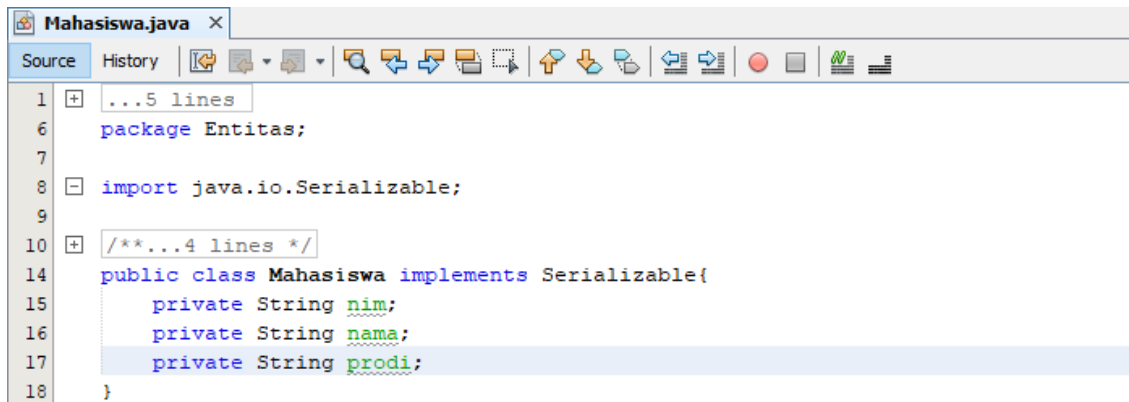 Mahasiswa.java
Source History
1 ...5 lines
6 package Entitas;
7
8 import java.io.Serializable;
9
10 /**...4 lines */
14 public class Mahasiswa implements Serializable{
15     private String nim;
16     private String nama;
17     private String prodi;
18 }